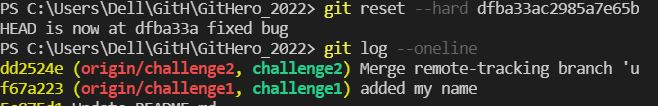 PS C:\Users\Dell\GitH\GitHero_2022> git reset --hard dfba33ac2985a7e65b
HEAD is now at dfba33a fixed bug
PS C:\Users\Dell\GitH\GitHero_2022> git log --oneline
dd2524e (origin/challenge2, challenge2) Merge remote-tracking branch 'u
f67a223 (origin/challenge1, challenge1) added my name